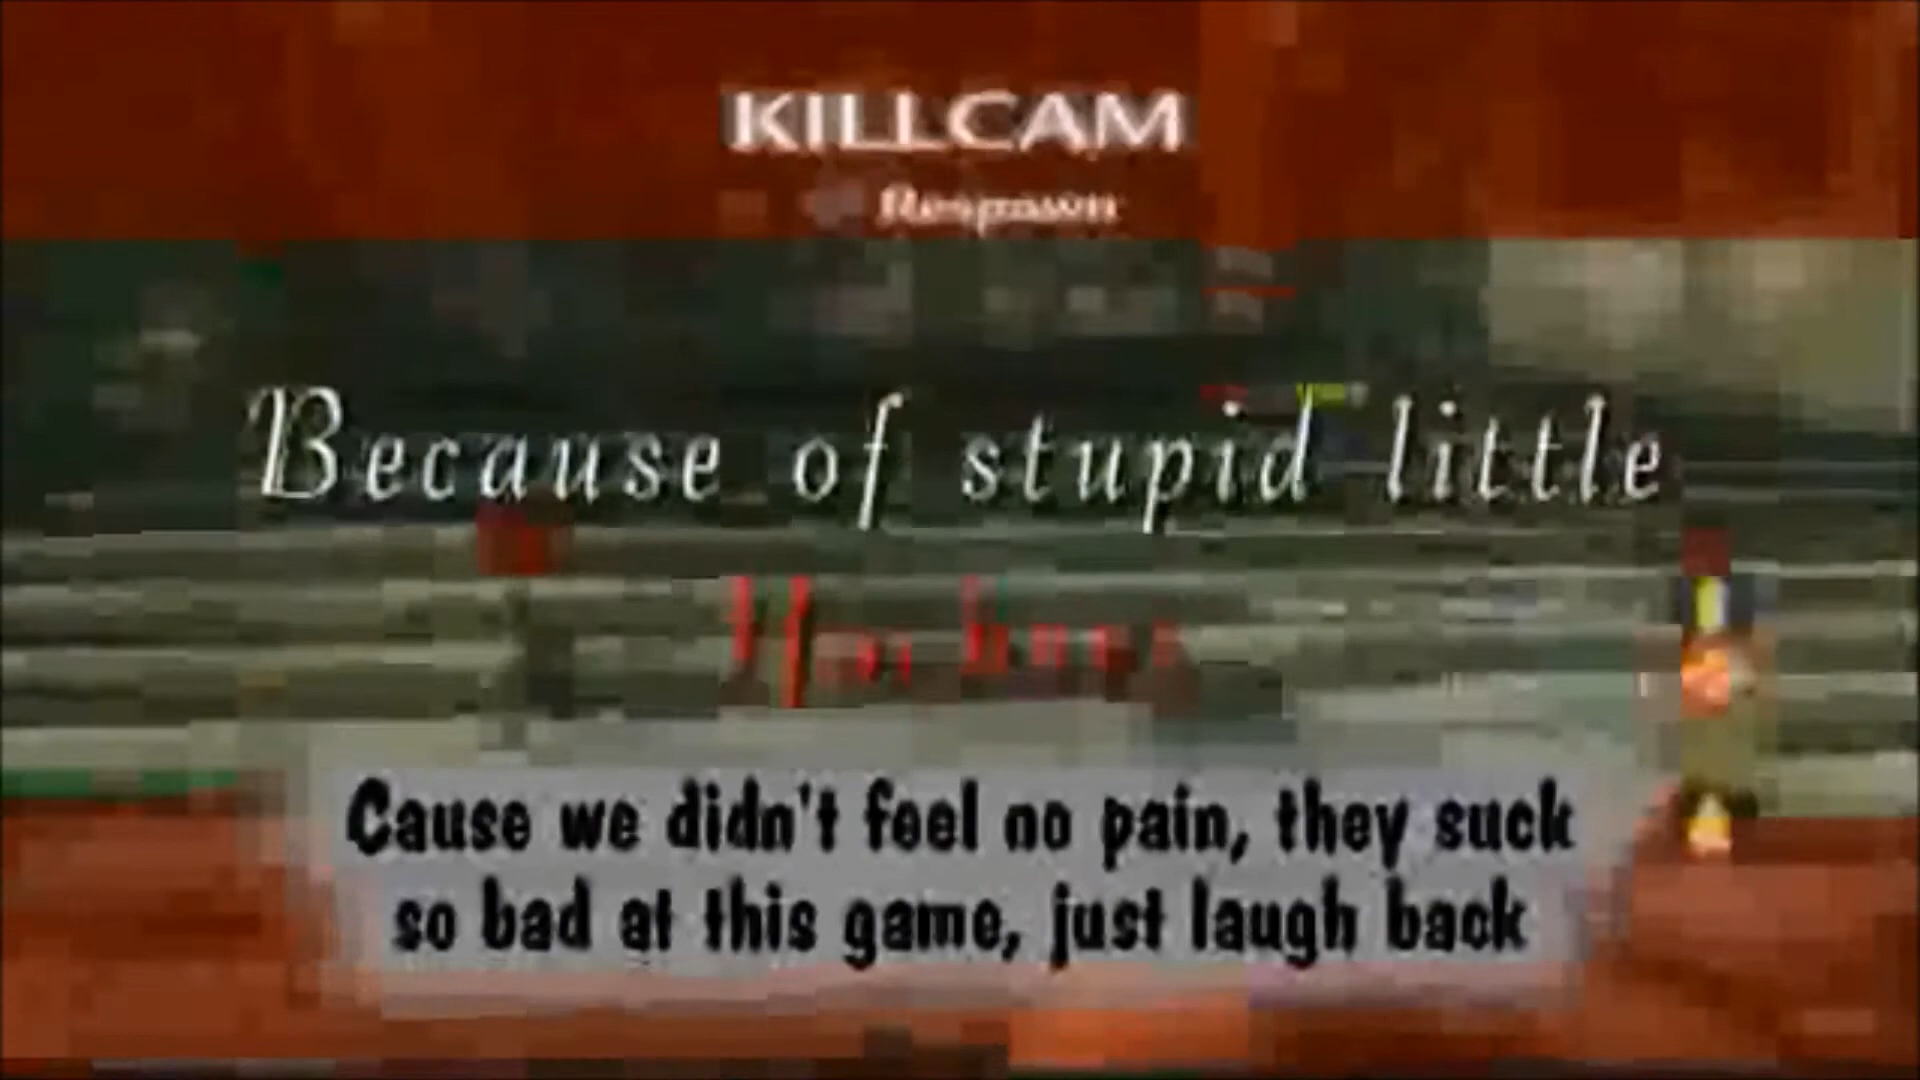 KILLCAM
Respawn
Because of stupid little
Cause we didn't feel no pain, they suck
so bad at this game, just laugh back